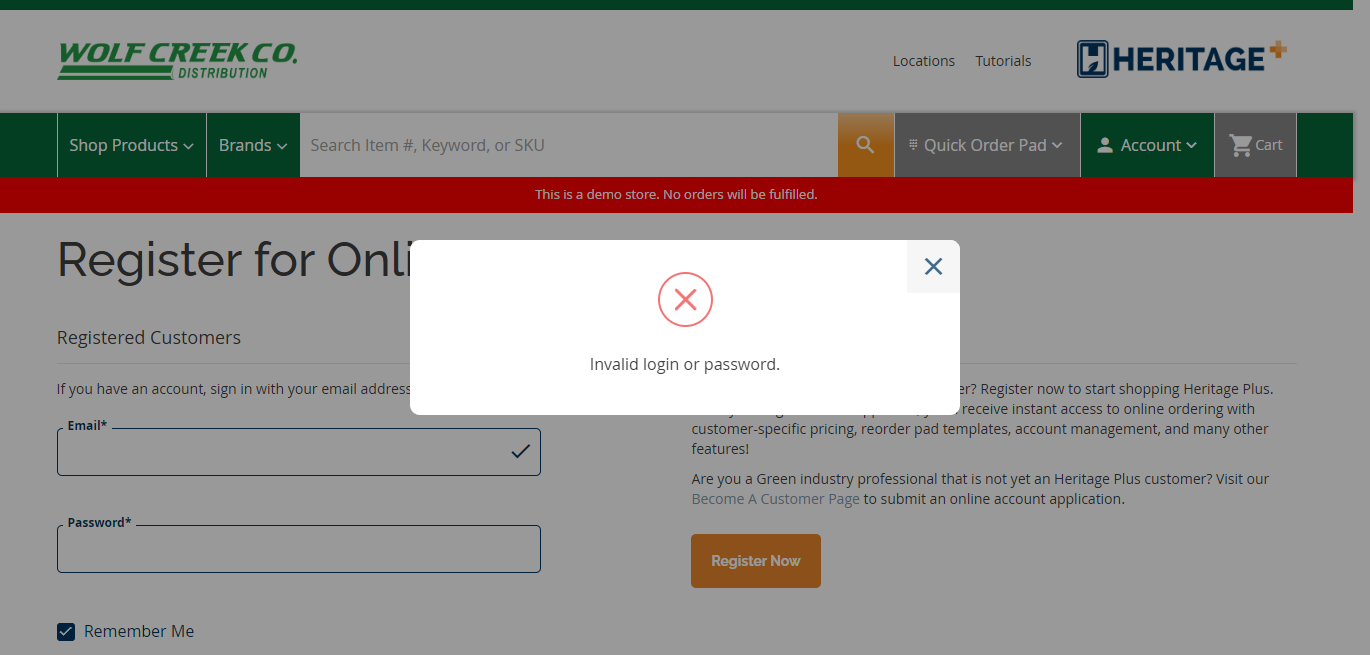 WOLF CREEK CO.
DISTRIBUTION
Locations Tutorials
HERITAGE+
Shop Products Brands Search Item #, Keyword, or SKU Quick Order Pad Account Cart
This is a demo store. No orders will be fulfilled.
Register for Onli
Invalid login or password.
Registered Customers
If you have an account, sign in with your email address
Email*
Password*
Remember Me
er? Register now to start shopping Heritage Plus.
receive instant access to online ordering with
customer-specific pricing, reorder pad templates, account management, and many other
features!
Are you a Green industry professional that is not yet an Heritage Plus customer? Visit our
Become A Customer Page to submit an online account application.
Register Now